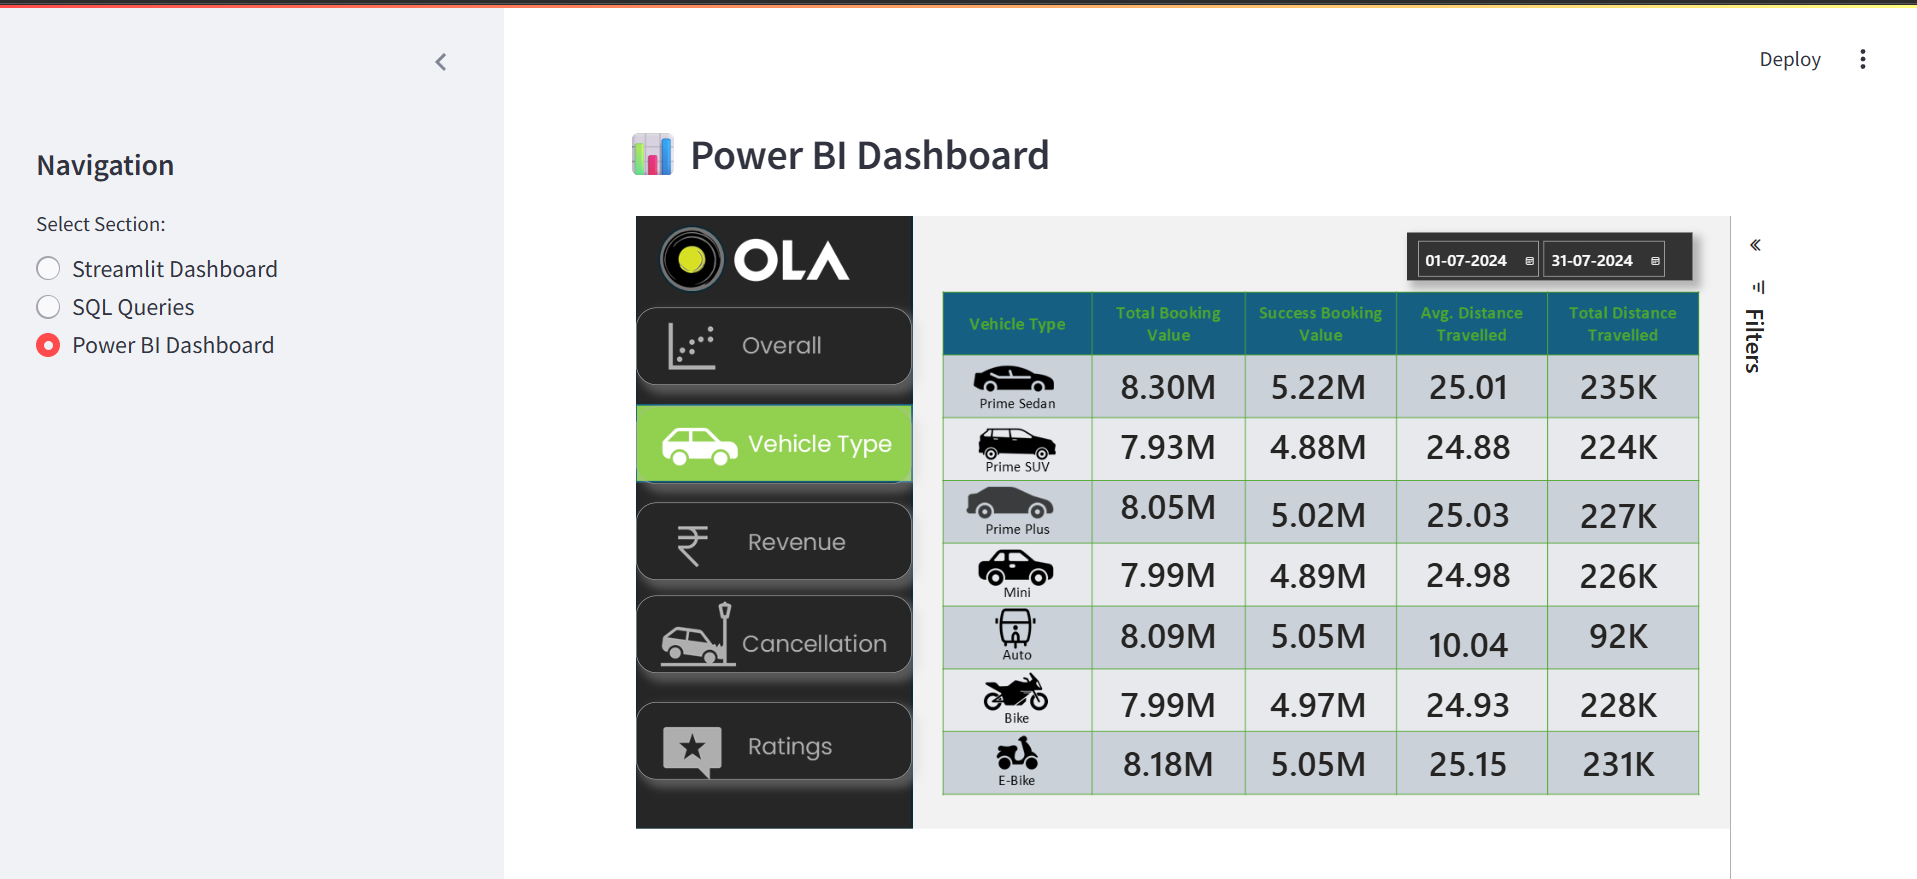 Deploy
Navigation
Select Section:
Streamlit Dashboard
SQL Queries
Power BI Dashboard
Power BI Dashboard
OLA
Overall
Vehicle Type
Revenue
Cancellation
Ratings
01-07-2024 31-07-2024
Vehicle Type Total Booking Value Success Booking Value Avg. Distance Travelled Total Distance Travelled
Prime Sedan 8.30M 5.22M 25.01 235K
Prime SUV 7.93M 4.88M 24.88 224K
Prime Plus 8.05M 5.02M 25.03 227K
Mini 7.99M 4.89M 24.98 226K
Auto 8.09M 5.05M 10.04 92K
Bike 7.99M 4.97M 24.93 228K
E-Bike 8.18M 5.05M 25.15 231K
Filters